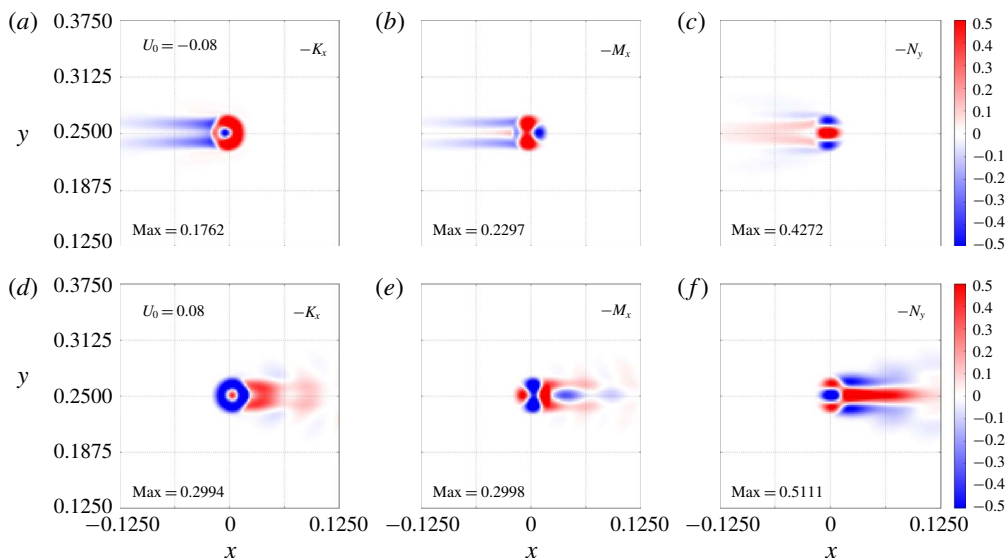 (a) (b) (c)
0.3750
0.3125
0.2500
0.1875
0.1250
y
U₀ = −0.08
−Kₓ
Max = 0.1762
−Mₓ
Max = 0.2297
−N_y
Max = 0.4272
0.5
0.4
0.3
0.2
0.1
0
−0.1
−0.2
−0.3
−0.4
−0.5
(d) (e) (f)
0.3750
0.3125
0.2500
0.1875
0.1250
y
U₀ = 0.08
−Kₓ
Max = 0.2994
−Mₓ
Max = 0.2998
−N_y
Max = 0.5111
0.5
0.4
0.3
0.2
0.1
0
−0.1
−0.2
−0.3
−0.4
−0.5
−0.1250 0 0.1250 0 0.1250 0 0.1250
x x x